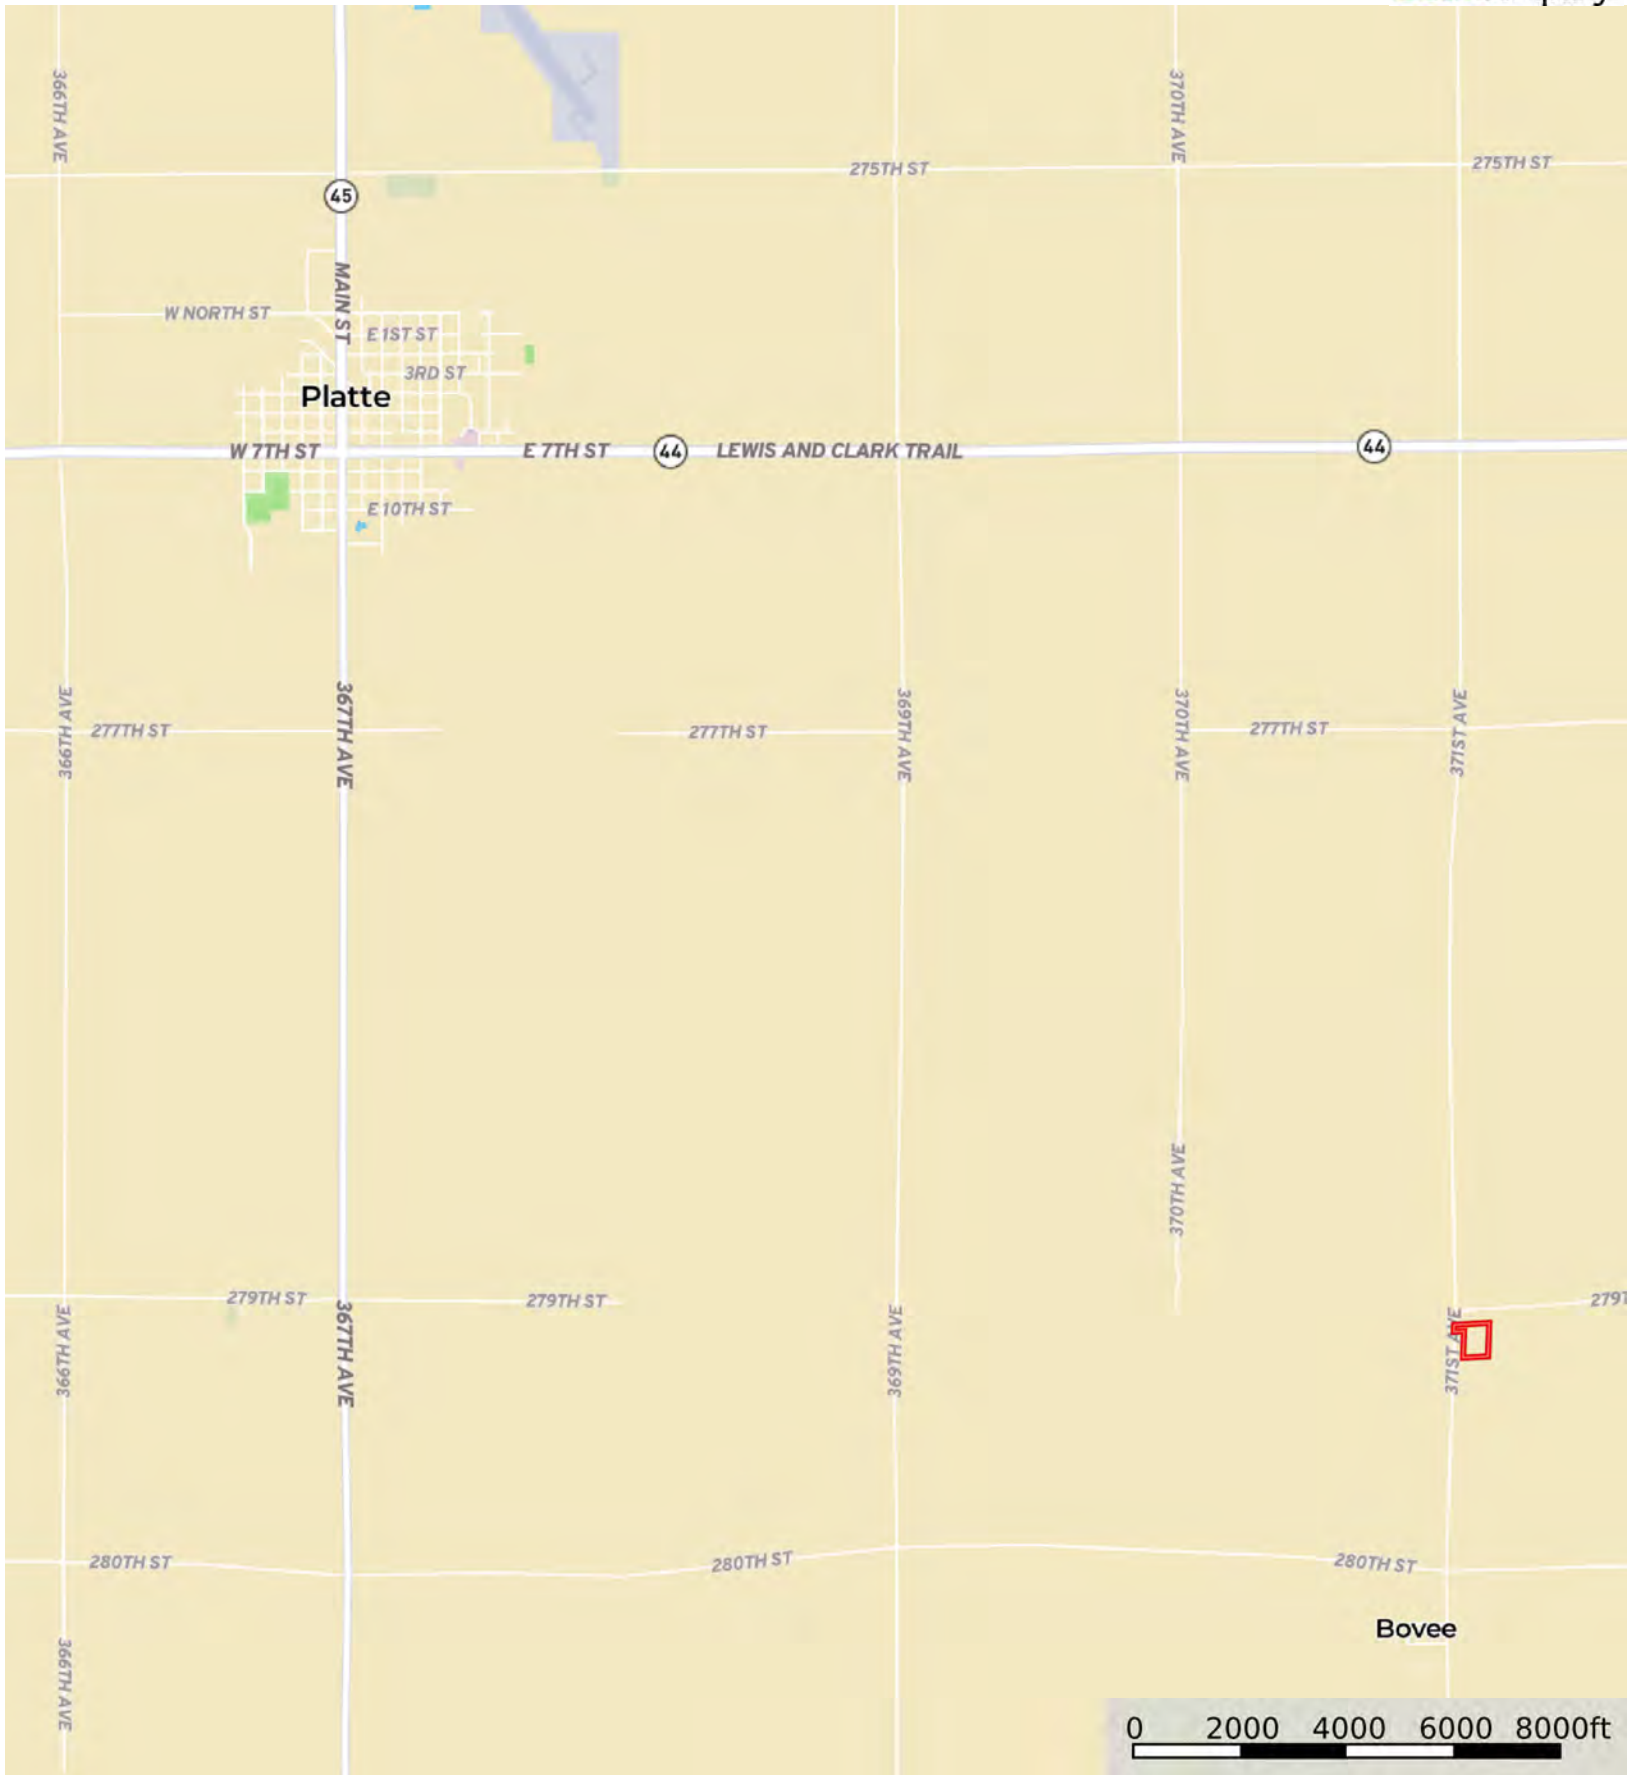 366TH AVE
370TH AVE
275TH ST
275TH ST
45
MAIN ST
W NORTH ST
E 1ST ST
3RD ST
Platte
W 7TH ST
E 7TH ST
44
LEWIS AND CLARK TRAIL
44
E 10TH ST
366TH AVE
367TH AVE
369TH AVE
370TH AVE
371ST AVE
277TH ST
277TH ST
277TH ST
370TH AVE
279TH ST
279TH ST
279T
366TH AVE
367TH AVE
369TH AVE
371ST AVE
280TH ST
280TH ST
280TH ST
Bovee
366TH AVE
0 2000 4000 6000 8000ft